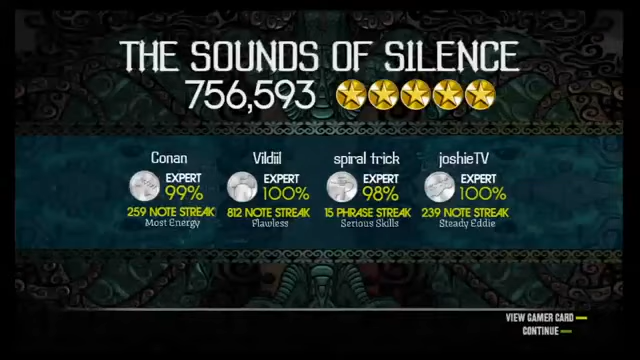 THE SOUNDS OF SILENCE
756,593
Conan Vildiil spiral trick joshieTV
EXPERT EXPERT EXPERT EXPERT
99% 100% 98% 100%
259 NOTE STREAK 812 NOTE STREAK 15 PHRASE STREAK 239 NOTE STREAK
Most Energy Flawless Serious Skills Steady Eddie
VIEW GAMER CARD
CONTINUE